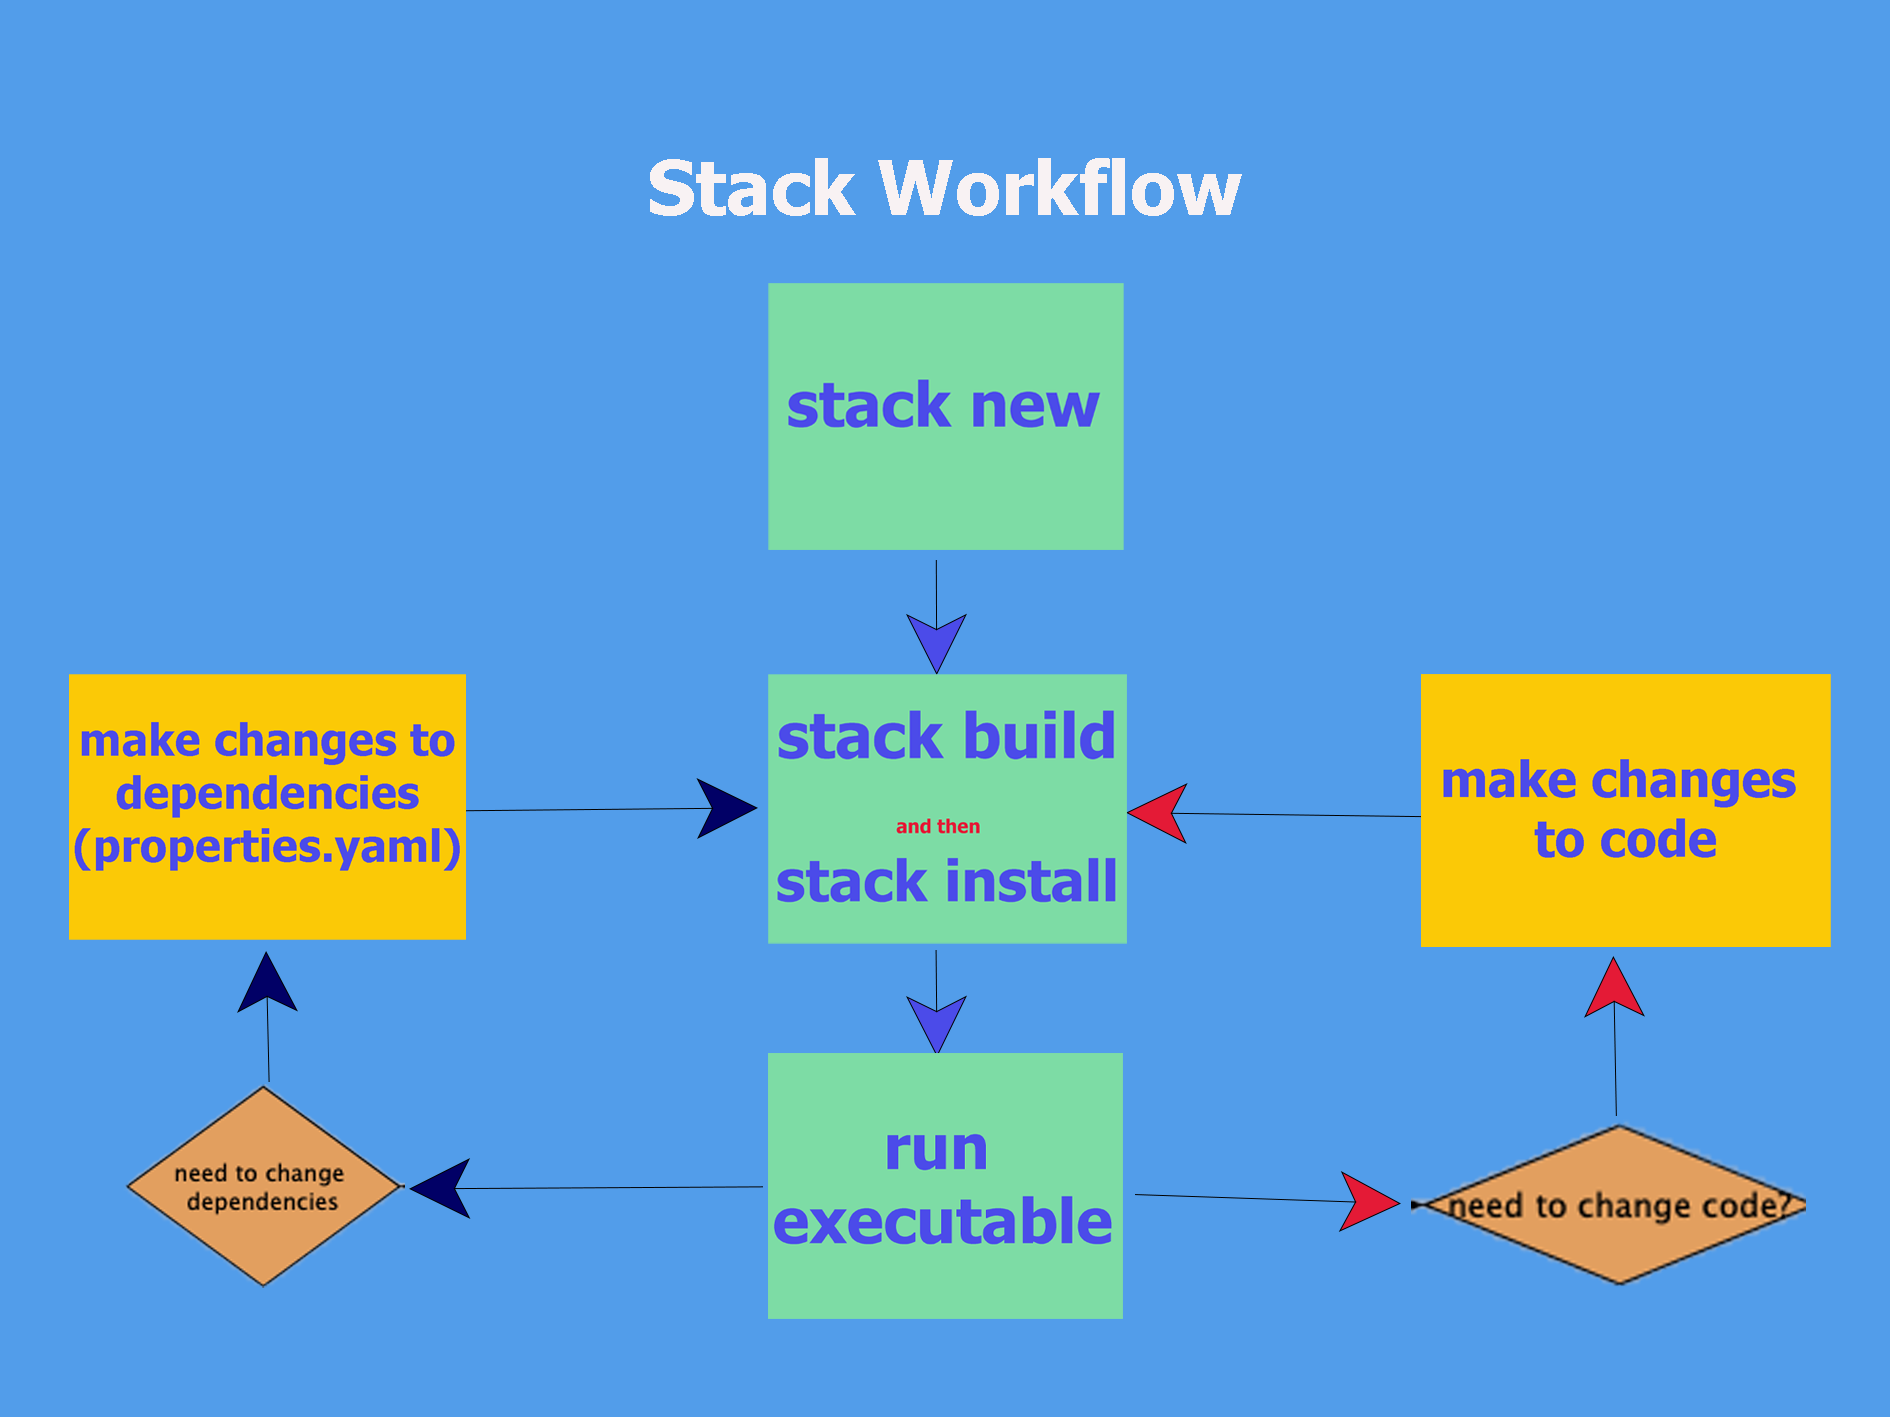 Stack Workflow
stack new
make changes to
dependencies
(properties.yaml)
stack build
and then
stack install
make changes
to code
need to change
dependencies
run
executable
need to change code?